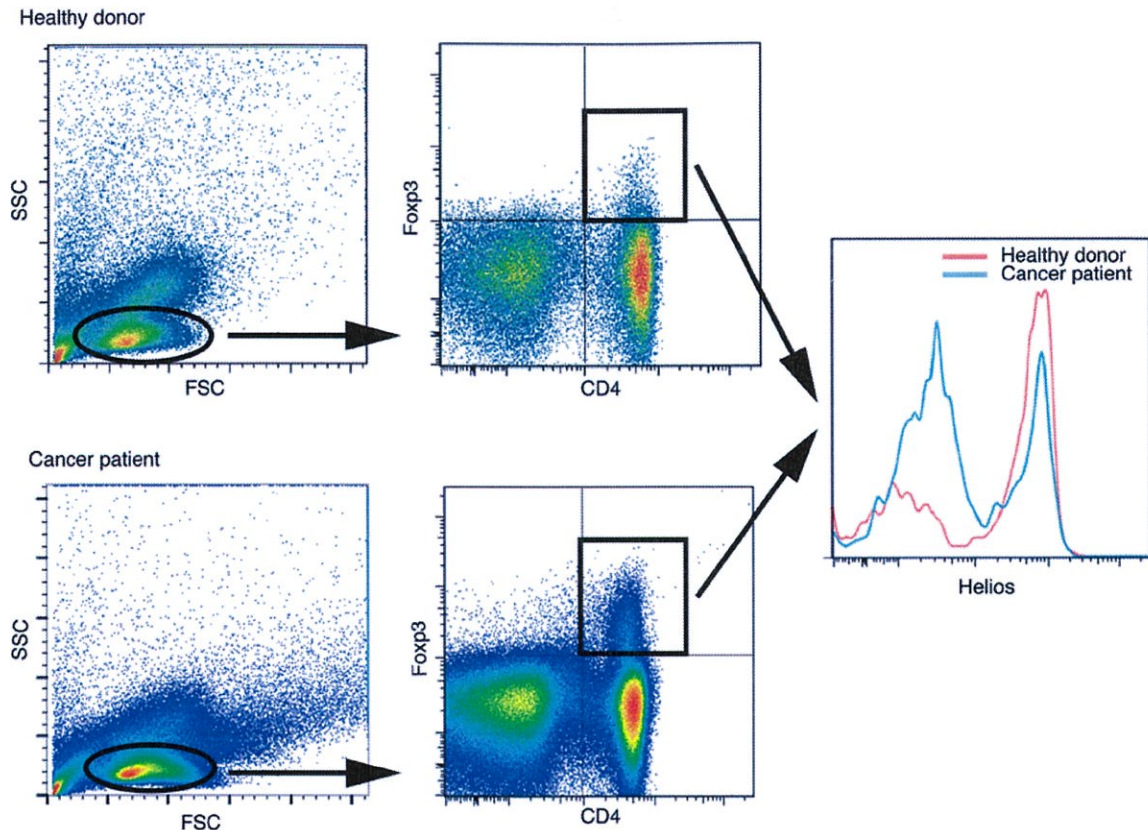 Healthy donor
SSC
FSC
Foxp3
CD4
Healthy donor
Cancer patient
Helios
Cancer patient
SSC
FSC
Foxp3
CD4